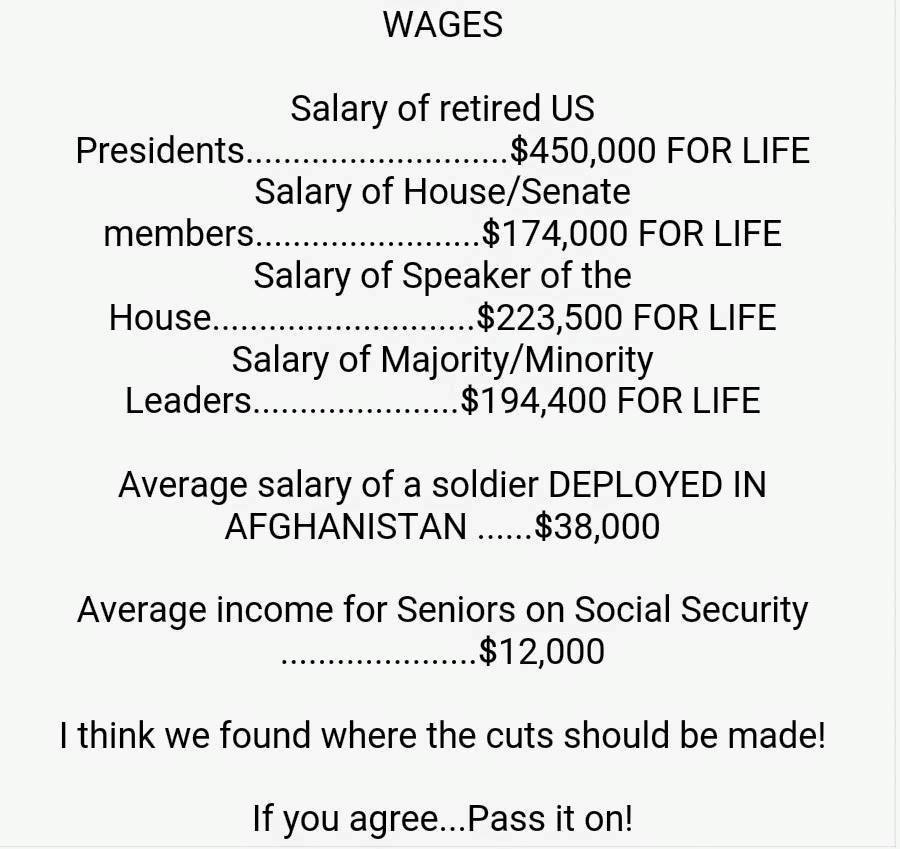 WAGES
Salary of retired US
Presidents............................$450,000 FOR LIFE
Salary of House/Senate
members........................$174,000 FOR LIFE
Salary of Speaker of the
House............................$223,500 FOR LIFE
Salary of Majority/Minority
Leaders......................$194,400 FOR LIFE
Average salary of a soldier DEPLOYED IN
AFGHANISTAN ......$38,000
Average income for Seniors on Social Security
.....................$12,000
I think we found where the cuts should be made!
If you agree...Pass it on!